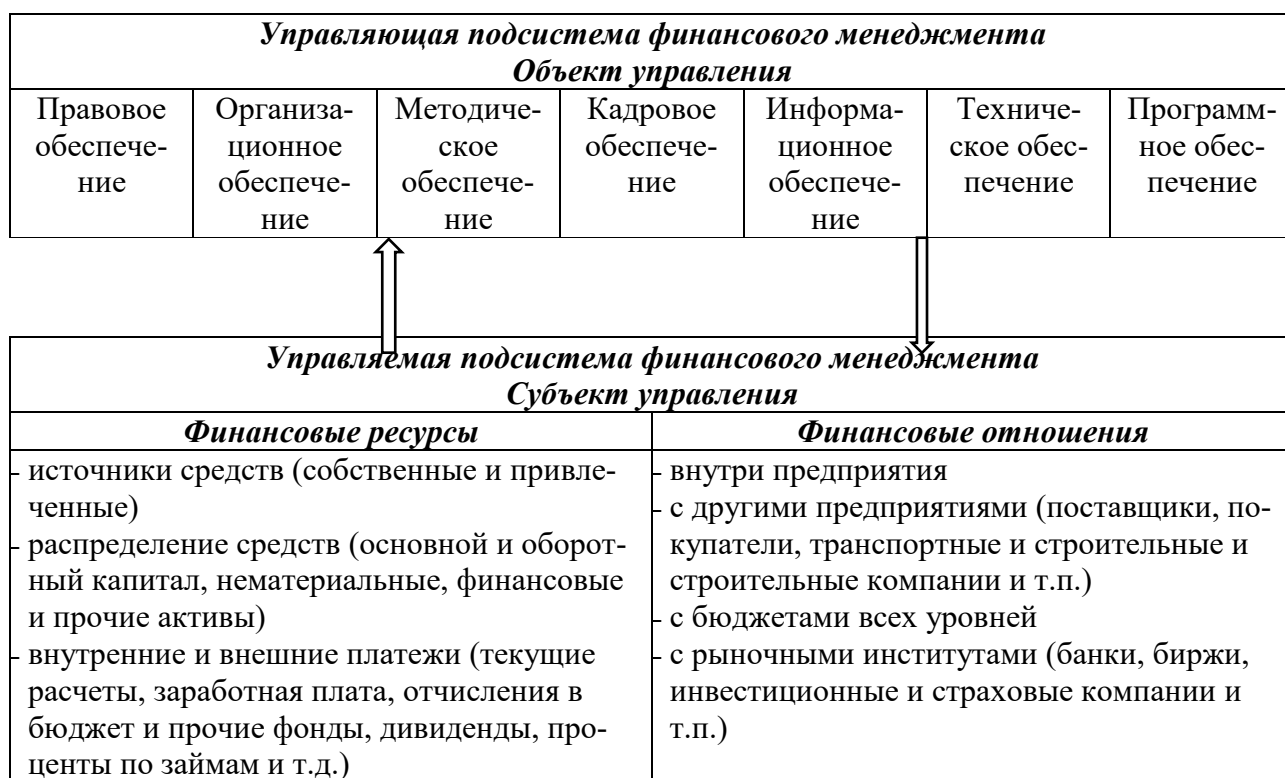 Управляющая подсистема финансового менеджмента
Объект управления
Правовое
обеспече-
ние
Организа-
ционное
обеспече-
ние
Методиче-
ское
обеспече-
ние
Кадровое
обеспече-
ние
Информа-
ционное
обеспече-
ние
Техниче-
ское обес-
печение
Программ-
ное обес-
печение
Управляемая подсистема финансового менеджмента
Субъект управления
Финансовые ресурсы
- источники средств (собственные и привле-
ченные)
- распределение средств (основной и оборот-
ный капитал, нематериальные, финансовые
и прочие активы)
- внутренние и внешние платежи (текущие
расчеты, заработная плата, отчисления в
бюджет и прочие фонды, дивиденды, про-
центы по займам и т.д.)
Финансовые отношения
- внутри предприятия
- с другими предприятиями (поставщики, по-
купатели, транспортные и строительные и
строительные компании и т.п.)
- с бюджетами всех уровней
- с рыночными институтами (банки, биржи,
инвестиционные и страховые компании и
т.п.)